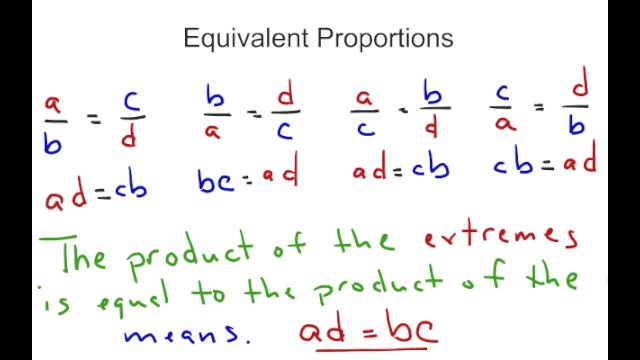 Equivalent Proportions
a/b = c/d    b/a = d/c    a/c = b/d    c/a = d/b
ad = cb    bc = ad    ad = cb    cb = ad
The product of the extremes
is equal to the product of the
means. ad = bc